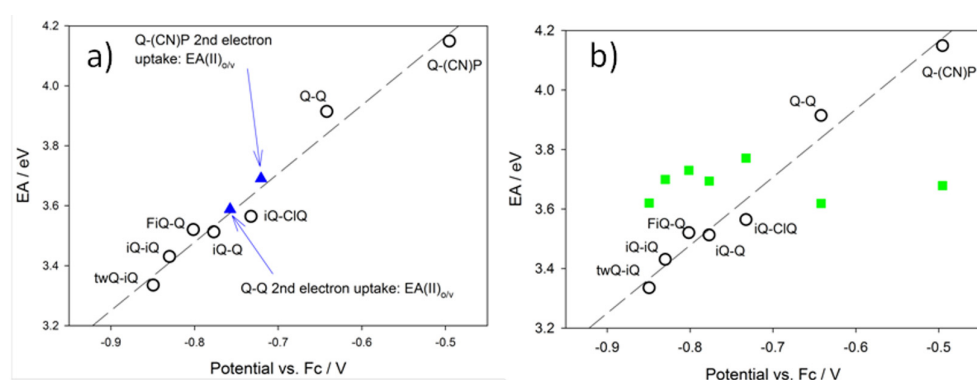 a)
Q-(CN)P 2nd electron
uptake: EA(II)o/v
Q-(CN)P
Q-Q
iQ-ClQ
FiQ-Q
iQ-Q
iQ-iQ
twQ-iQ
Q-Q 2nd electron uptake: EA(II)o/v
4.2
4.0
3.8
3.6
3.4
3.2
EA / eV
-0.9 -0.8 -0.7 -0.6 -0.5
Potential vs. Fc / V
b)
Q-(CN)P
Q-Q
FiQ-Q
iQ-ClQ
iQ-Q
iQ-iQ
twQ-iQ
4.2
4.0
3.8
3.6
3.4
3.2
EA / eV
-0.9 -0.8 -0.7 -0.6 -0.5
Potential vs. Fc / V